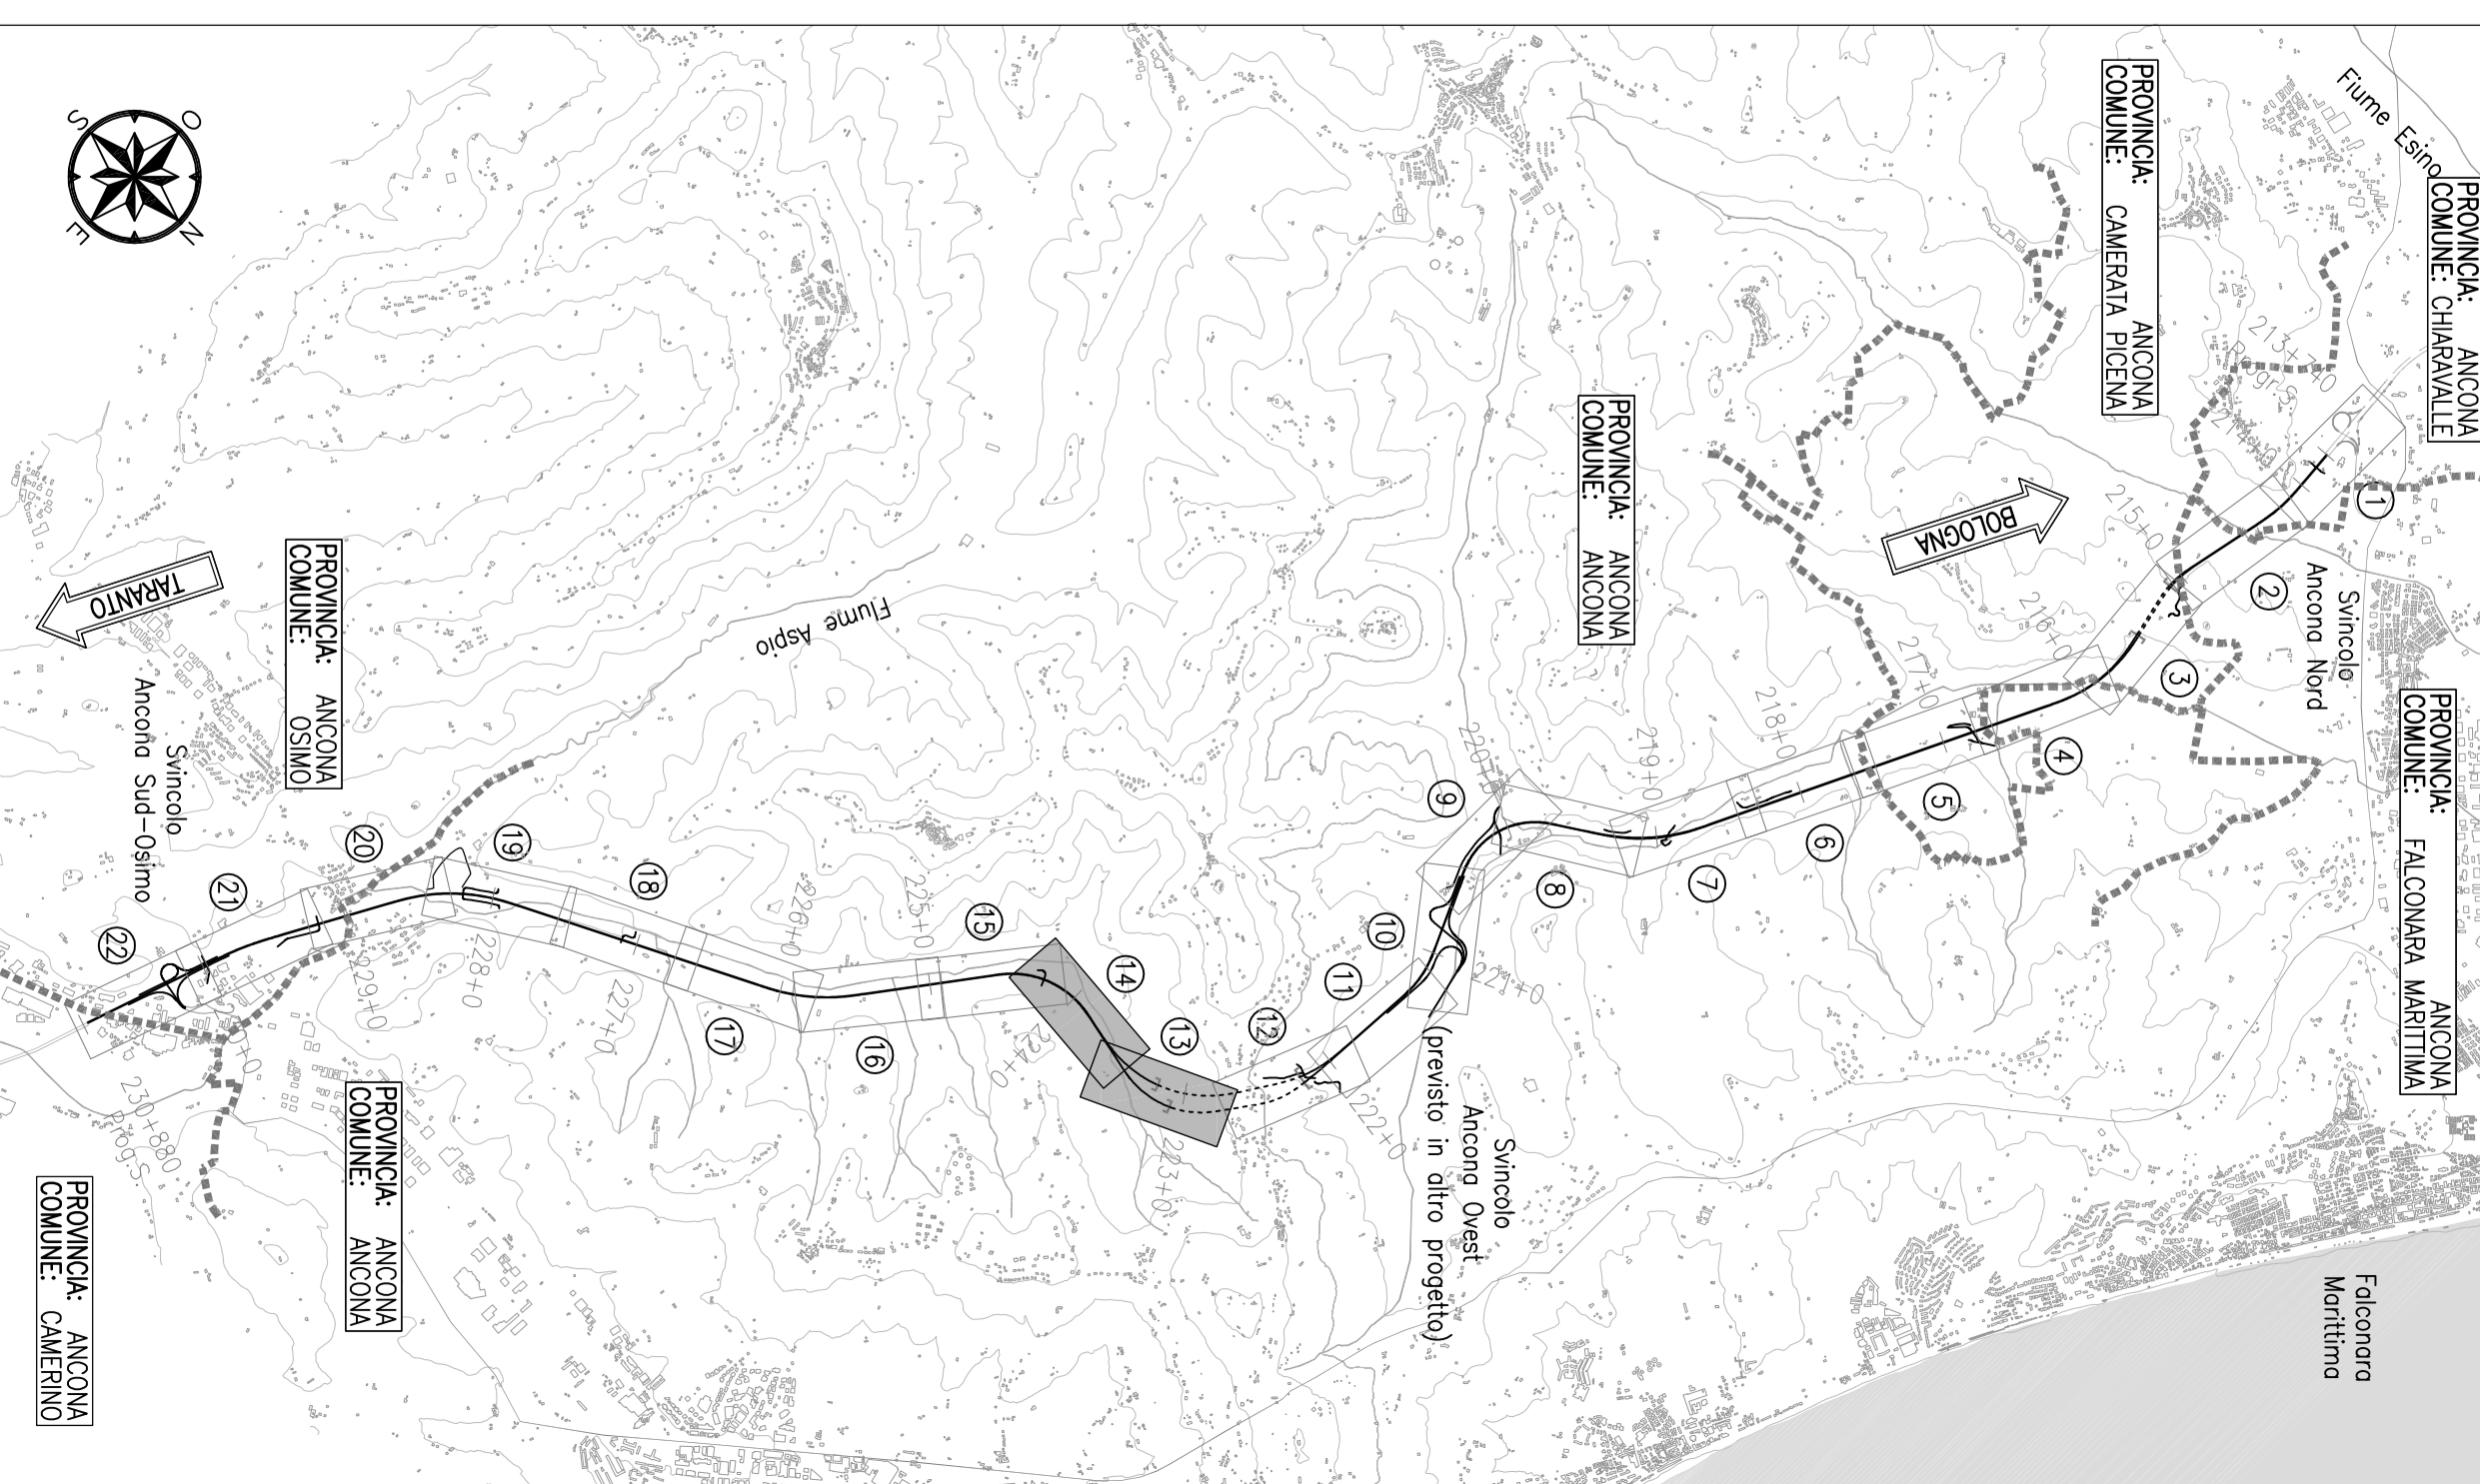 Fiume Esino
PROVINCIA: ANCONA
COMUNE: CHIARAVALLE
PROVINCIA: ANCONA
COMUNE: CAMERATA PICENA
213+740
Prgr.S.
214+0
1
2
Svincolo
Ancona Nord
215+0
BOLOGNA
216+0
3
PROVINCIA: ANCONA
COMUNE: FALCONARA MARITTIMA
4
217+0
5
218+0
6
PROVINCIA: ANCONA
COMUNE: ANCONA
219+0
7
8
220+0
9
10
221+0
11
Svincolo
Ancona Ovest
(previsto in altro progetto)
222+0
12
13
223+0
14
224+0
15
225+0
16
226+0
17
227+0
18
228+0
19
229+0
20
Fiume Aspio
PROVINCIA: ANCONA
COMUNE: OSIMO
21
22
Svincolo
Ancona Sud-Osimo
TARANTO
230+880
Prg.S.
PROVINCIA: ANCONA
COMUNE: ANCONA
PROVINCIA: ANCONA
COMUNE: CAMERINO
Falconara
Marittima
S
O
E
N